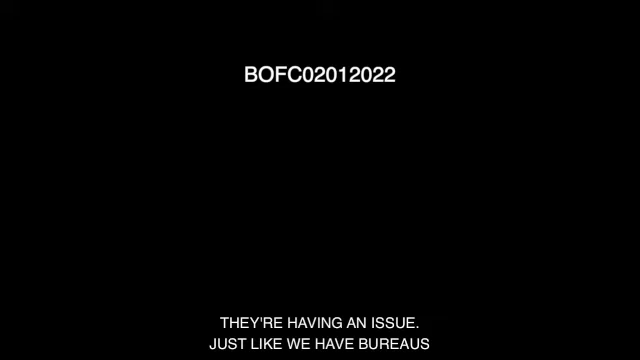 BOFC02012022
THEY'RE HAVING AN ISSUE.
JUST LIKE WE HAVE BUREAUS